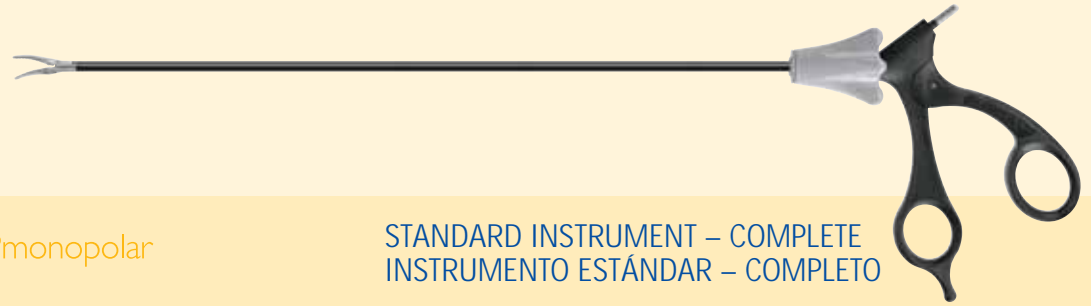 monopolar
STANDARD INSTRUMENT – COMPLETE
INSTRUMENTO ESTÁNDAR – COMPLETO